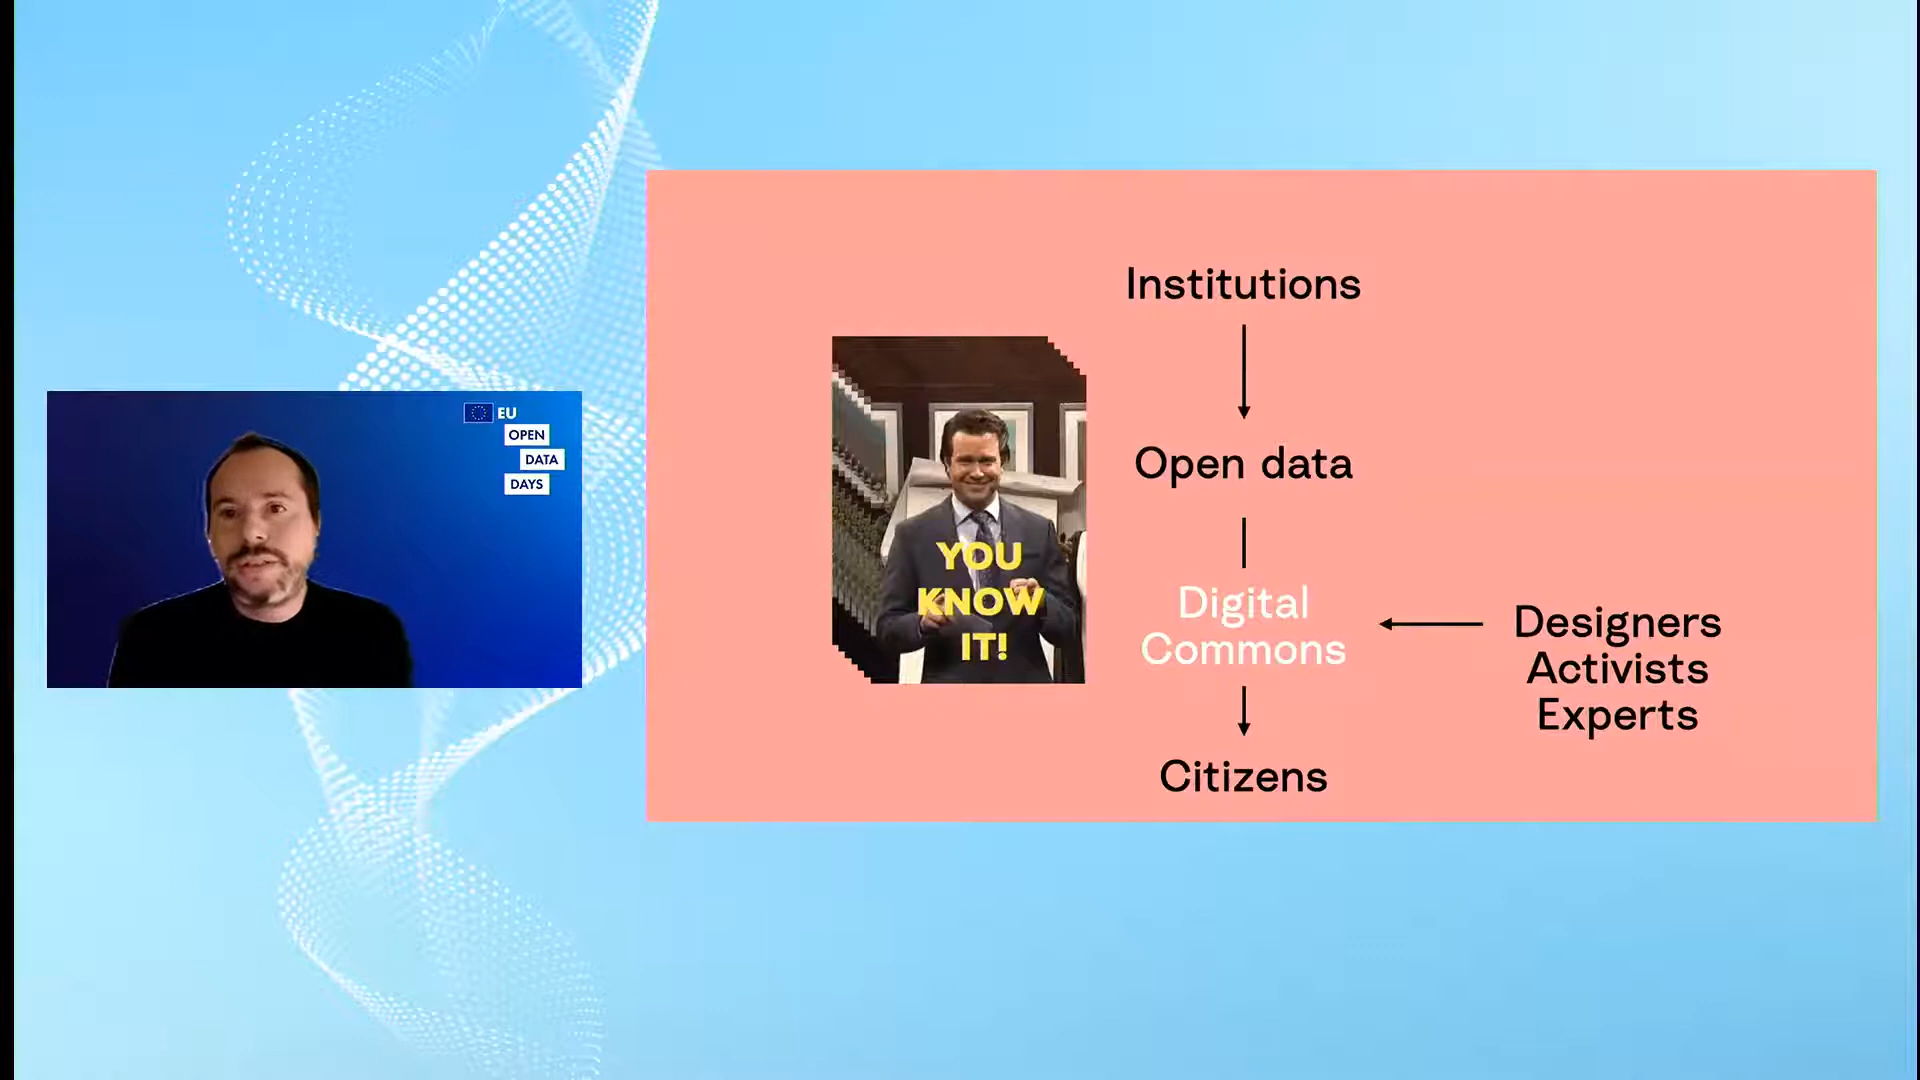 EU
OPEN
DATA
DAYS
Institutions
Open data
YOU
KNOW
IT!
Digital
Commons
Designers
Activists
Experts
Citizens